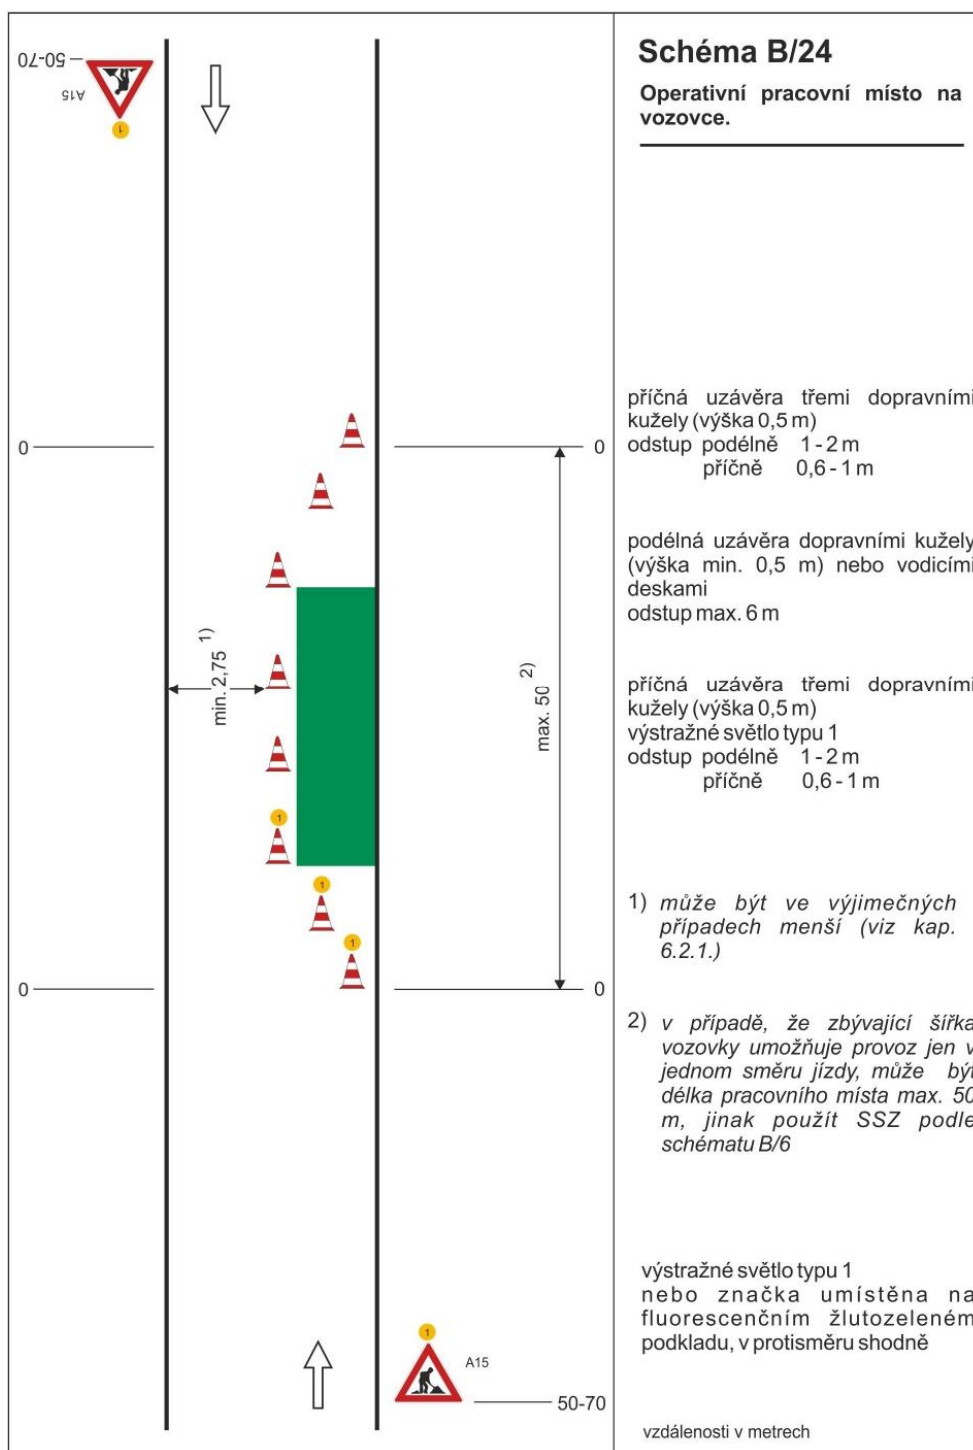 50-70
A15
1
Schéma B/24
Operativní pracovní místo na
vozovce.
0
0
příčná uzávěra třemi dopravními
kužely (výška 0,5 m)
odstup podélně 1 - 2 m
příčně 0,6 - 1 m
podélná uzávěra dopravními kužely
(výška min. 0,5 m) nebo vodicími
deskami
odstup max. 6 m
min. 2,75 1)
max. 50 2)
příčná uzávěra třemi dopravními
kužely (výška 0,5 m)
výstražné světlo typu 1
odstup podélně 1 - 2 m
příčně 0,6 - 1 m
1
1
1
0
0
1) může být ve výjimečných
případech menší (viz kap.
6.2.1.)
2) v případě, že zbývající šířka
vozovky umožňuje provoz jen v
jednom směru jízdy, může být
délka pracovního místa max. 50
m, jinak použít SSZ podle
schématu B/6
výstražné světlo typu 1
nebo značka umístěna na
fluorescenčním žlutozeleném
podkladu, v protisměru shodně
1
A15
50-70
vzdálenosti v metrech